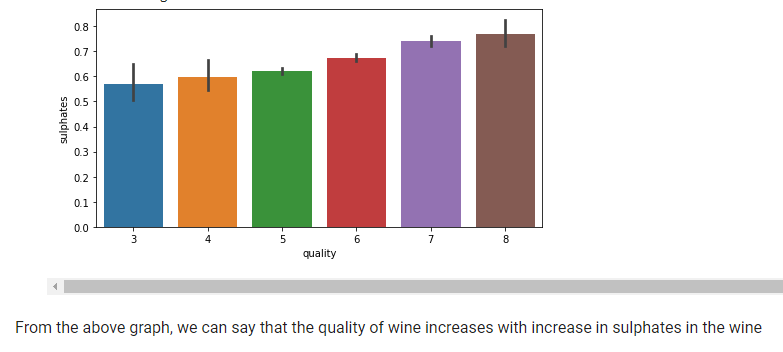 0.8
0.7
0.6
0.5
0.4
0.3
0.2
0.1
0.0
sulphates
3 4 5 6 7 8
quality
From the above graph, we can say that the quality of wine increases with increase in sulphates in the wine